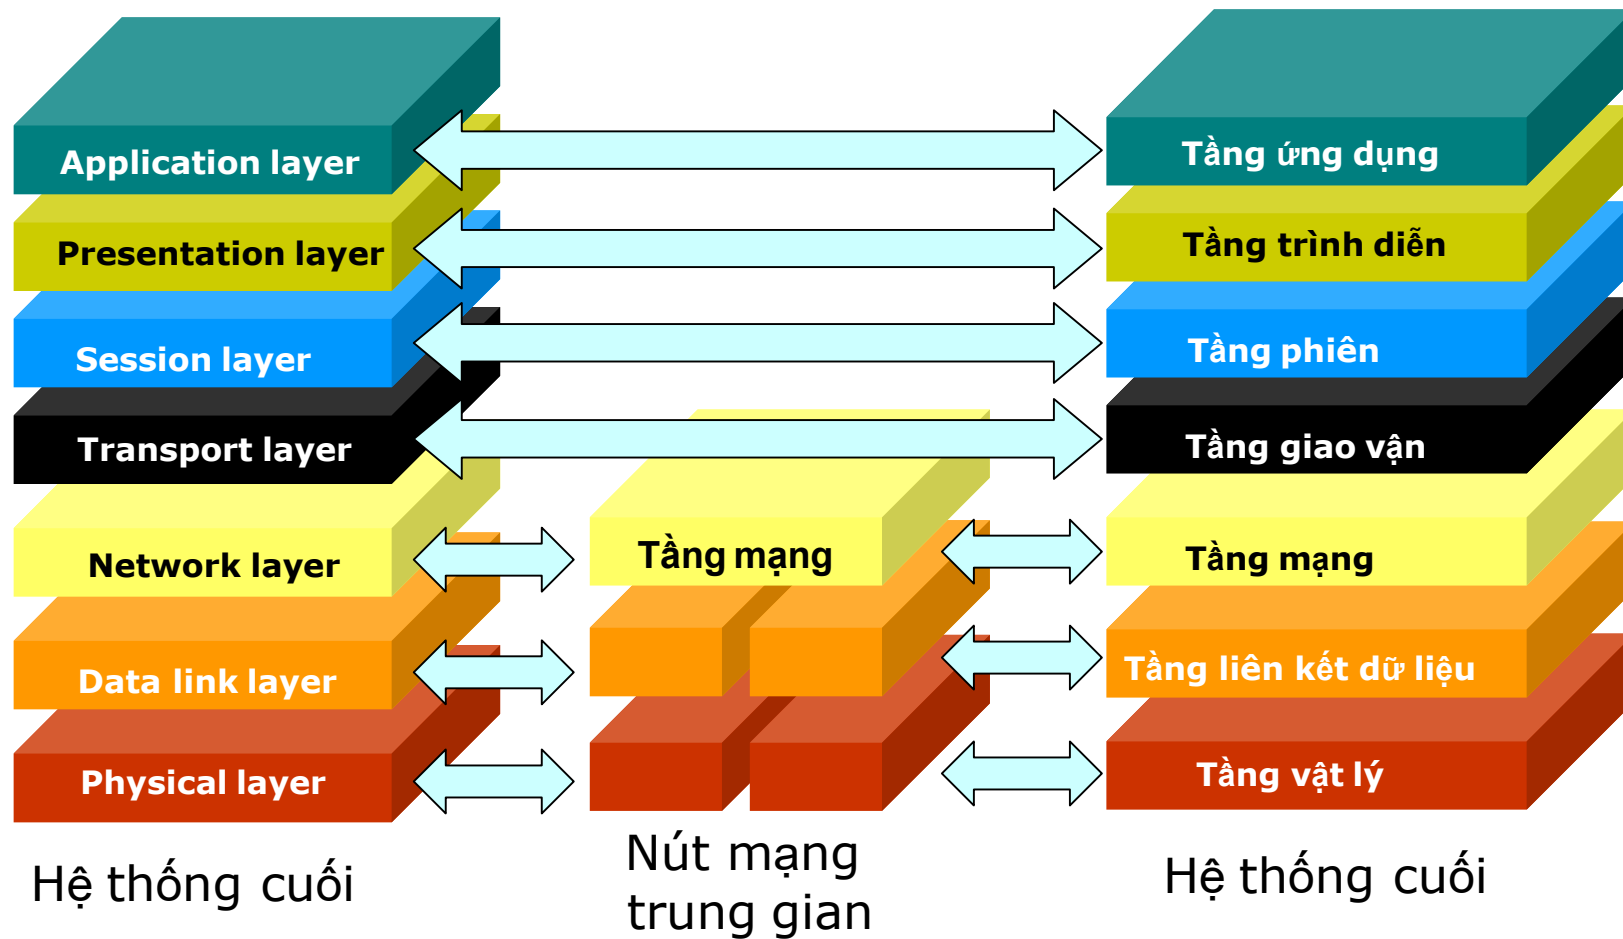 Application layer
Presentation layer
Session layer
Transport layer
Network layer
Data link layer
Physical layer
Hệ thống cuối
Tầng mạng
Nút mạng
trung gian
Tầng ứng dụng
Tầng trình diễn
Tầng phiên
Tầng giao vận
Tầng mạng
Tầng liên kết dữ liệu
Tầng vật lý
Hệ thống cuối